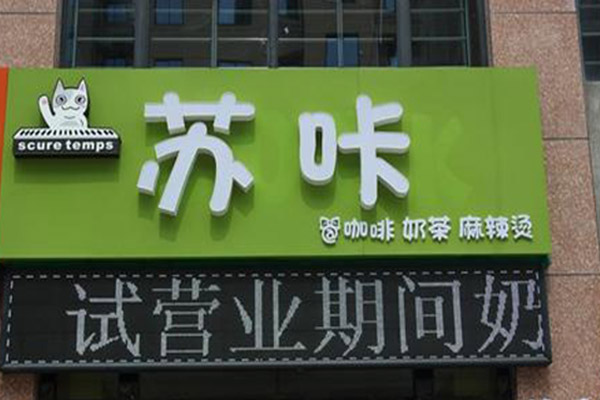 苏咔
scure temps
咖啡 奶茶 麻辣烫
试营业期间奶